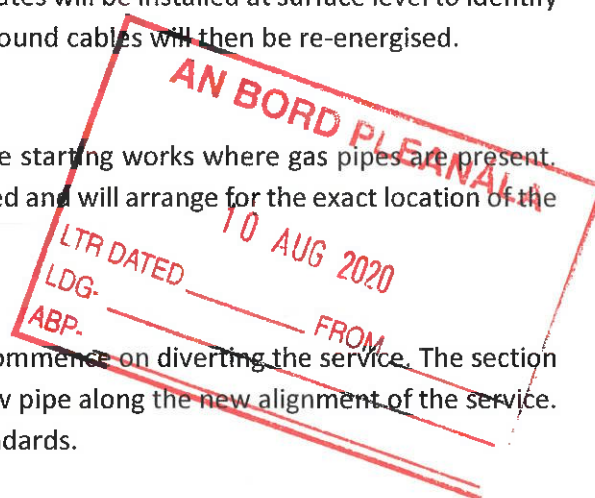 ates will be installed at surface level to identify
ound cables will then be re-energised.
AN BORD PLEANÁLA
e starting works where gas pipes are present.
ed and will arrange for the exact location of the
10 AUG 2020
LTR DATED FROM
LDG-
ABP-
ommence on diverting the service. The section
w pipe along the new alignment of the service.
ndards.